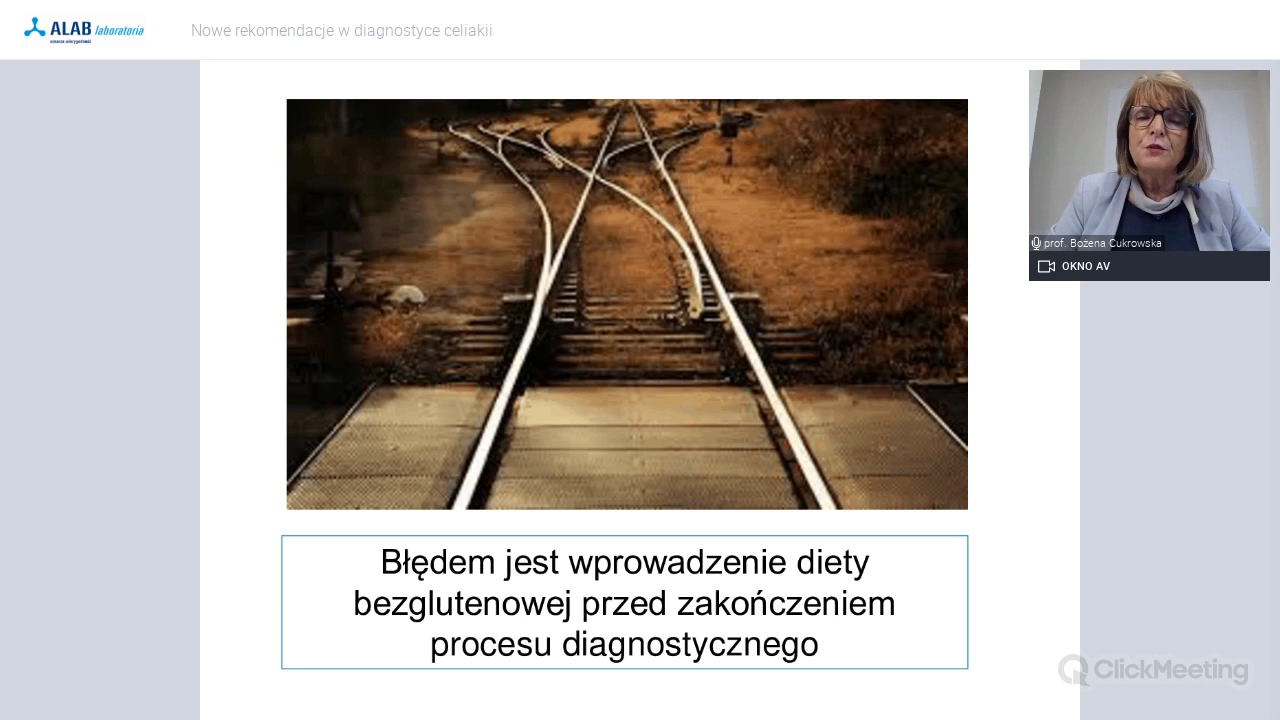 ALAB laboratoria
Nowe rekomendacje w diagnostyce celiakii
prof. Bożena Cukrowska
OKNO AV
Błędem jest wprowadzenie diety
bezglutenowej przed zakończeniem
procesu diagnostycznego
ClickMeeting